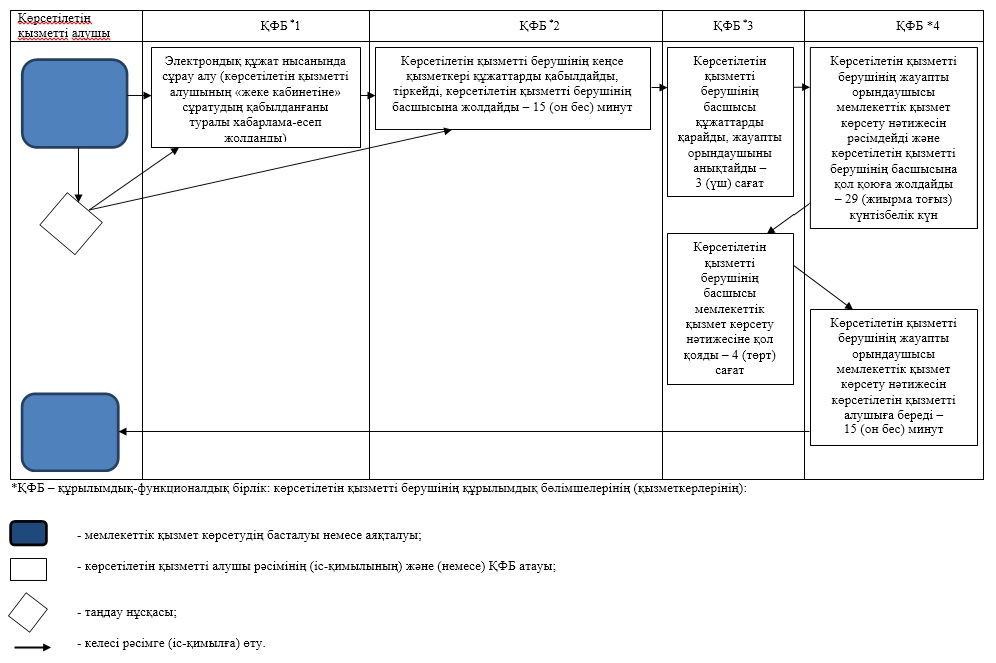 Көрсетілетін
қызметті алушы
ҚФБ *1
ҚФБ *2
ҚФБ *3
ҚФБ *4
Электрондық құжат нысанында
сұрау алу (көрсетілетін қызметті
алушының «жеке кабинетіне»
сұратудың қабылданғаны
туралы хабарлама-есеп
жолданды)
Көрсетілетін қызметті берушінің кеңсе
қызметкері құжаттарды қабылдайды,
тіркейді, көрсетілетін қызметті берушінің
басшысына жолдайды – 15 (он бес) минут
Көрсетілетін
қызметті
берушінің
басшысы
құжаттарды
қарайды, жауапты
орындаушыны
анықтайды –
3 (үш) сағат
Көрсетілетін қызметті
берушінің жауапты
орындаушысы
мемлекеттік қызмет
көрсету нәтижесін
рәсімдейді және
көрсетілетін қызметті
берушінің басшысына
қол қоюға жолдайды
– 29 (жиырма тоғыз)
күнтізбелік күн
Көрсетілетін
қызметті
берушінің
басшысы
мемлекеттік
қызмет көрсету
нәтижесіне қол
қояды – 4 (төрт)
сағат
Көрсетілетін қызметті
берушінің жауапты
орындаушысы
мемлекеттік қызмет
көрсету нәтижесін
көрсетілетін қызметті
алушыға береді –
15 (он бес) минут
*ҚФБ – құрылымдық-функционалдық бірлік: көрсетілетін қызметті берушінің құрылымдық бөлімшелерінің (қызметкерлерінің):
- мемлекеттік қызмет көрсетудің басталуы немесе аяқталуы;
- көрсетілетін қызметті алушы рәсімінің (іс-қимылының) және (немесе) ҚФБ атауы;
- таңдау нұсқасы;
- келесі рәсімге (іс-қимылға) өту.